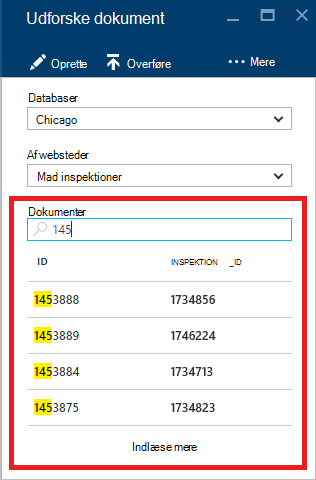 Udforske dokument
Oprette Overføre Mere
Databaser
Chicago
Af websteder
Mad inspektioner
Dokumenter
145
ID INSPEKTION _ID
1453888 1734856
1453889 1746224
1453884 1734713
1453875 1734823
Indlæse mere